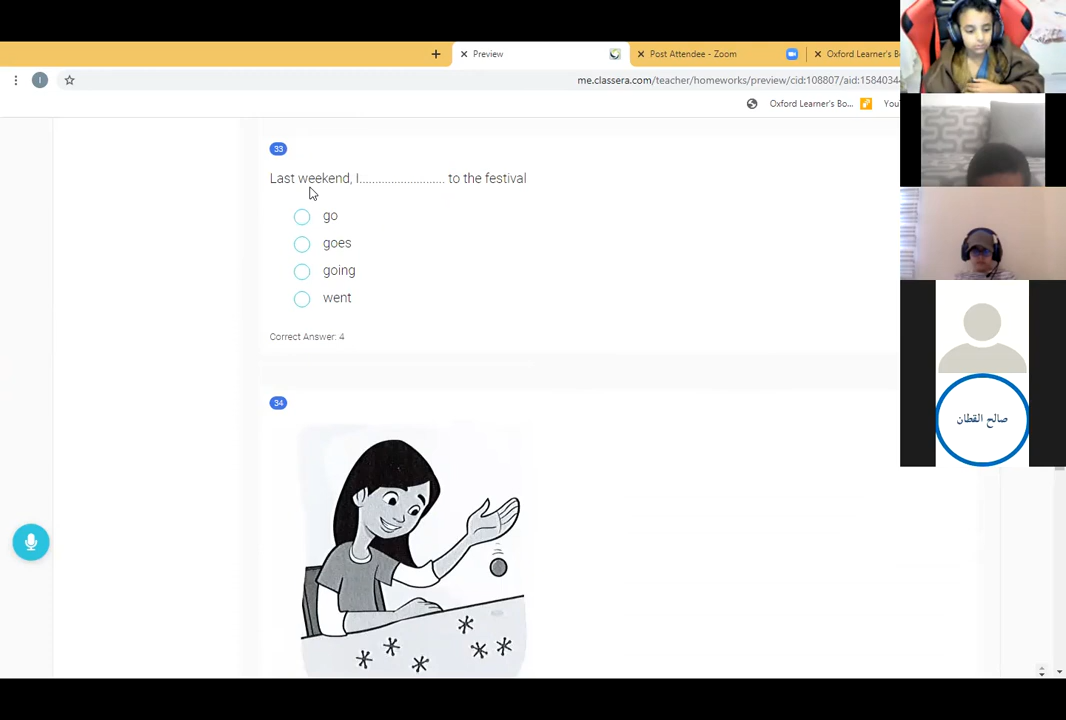 Preview
Post Attendee - Zoom
Oxford Learner's B
me.classera.com/teacher/homeworks/preview/cid:108807/aid:1584034
Oxford Learner's Bo...
You
33
Last weekend, I.......................... to the festival
go
goes
going
went
Correct Answer: 4
34
صالح القطان